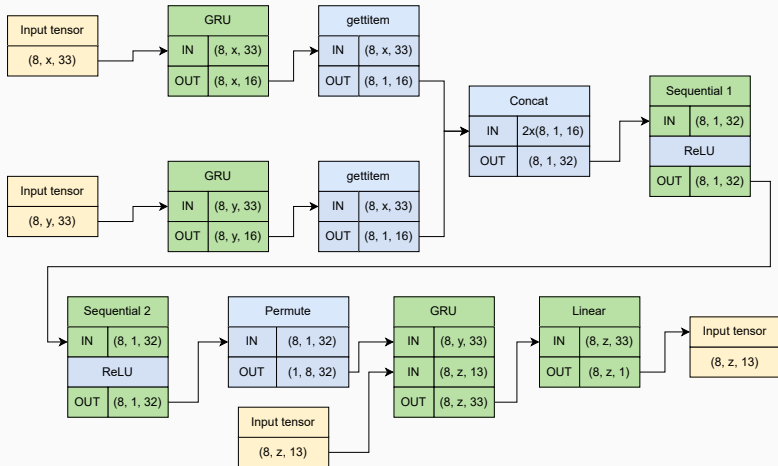 Input tensor
(8, x, 33)
GRU
IN (8, x, 33)
OUT (8, x, 16)
gettitem
IN (8, x, 33)
OUT (8, 1, 16)
Input tensor
(8, y, 33)
GRU
IN (8, y, 33)
OUT (8, y, 16)
gettitem
IN (8, x, 33)
OUT (8, 1, 16)
Concat
IN 2x(8, 1, 16)
OUT (8, 1, 32)
Sequential 1
IN (8, 1, 32)
ReLU
OUT (8, 1, 32)
Sequential 2
IN (8, 1, 32)
ReLU
OUT (8, 1, 32)
Permute
IN (8, 1, 32)
OUT (1, 8, 32)
Input tensor
(8, z, 13)
GRU
IN (8, y, 33)
IN (8, z, 13)
OUT (8, z, 33)
Linear
IN (8, z, 33)
OUT (8, z, 1)
Input tensor
(8, z, 13)